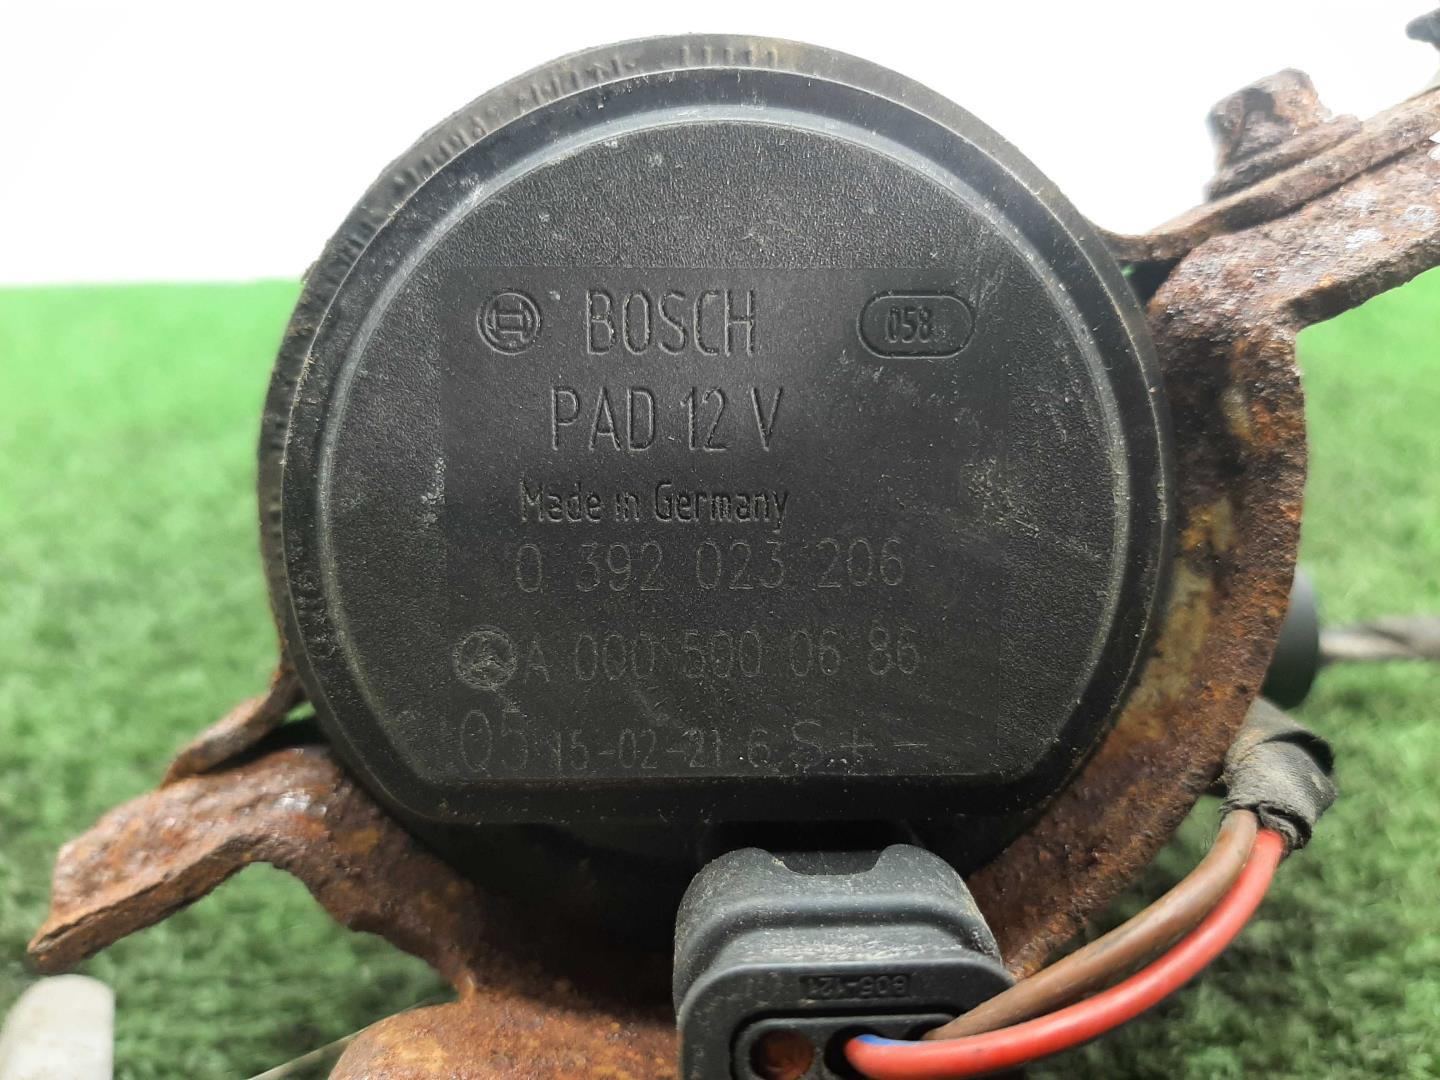 BOSCH 058
PAD 12 V
Made in Germany
0 392 023 206
A 000 500 06 86
05 15-02-21 6 S + -